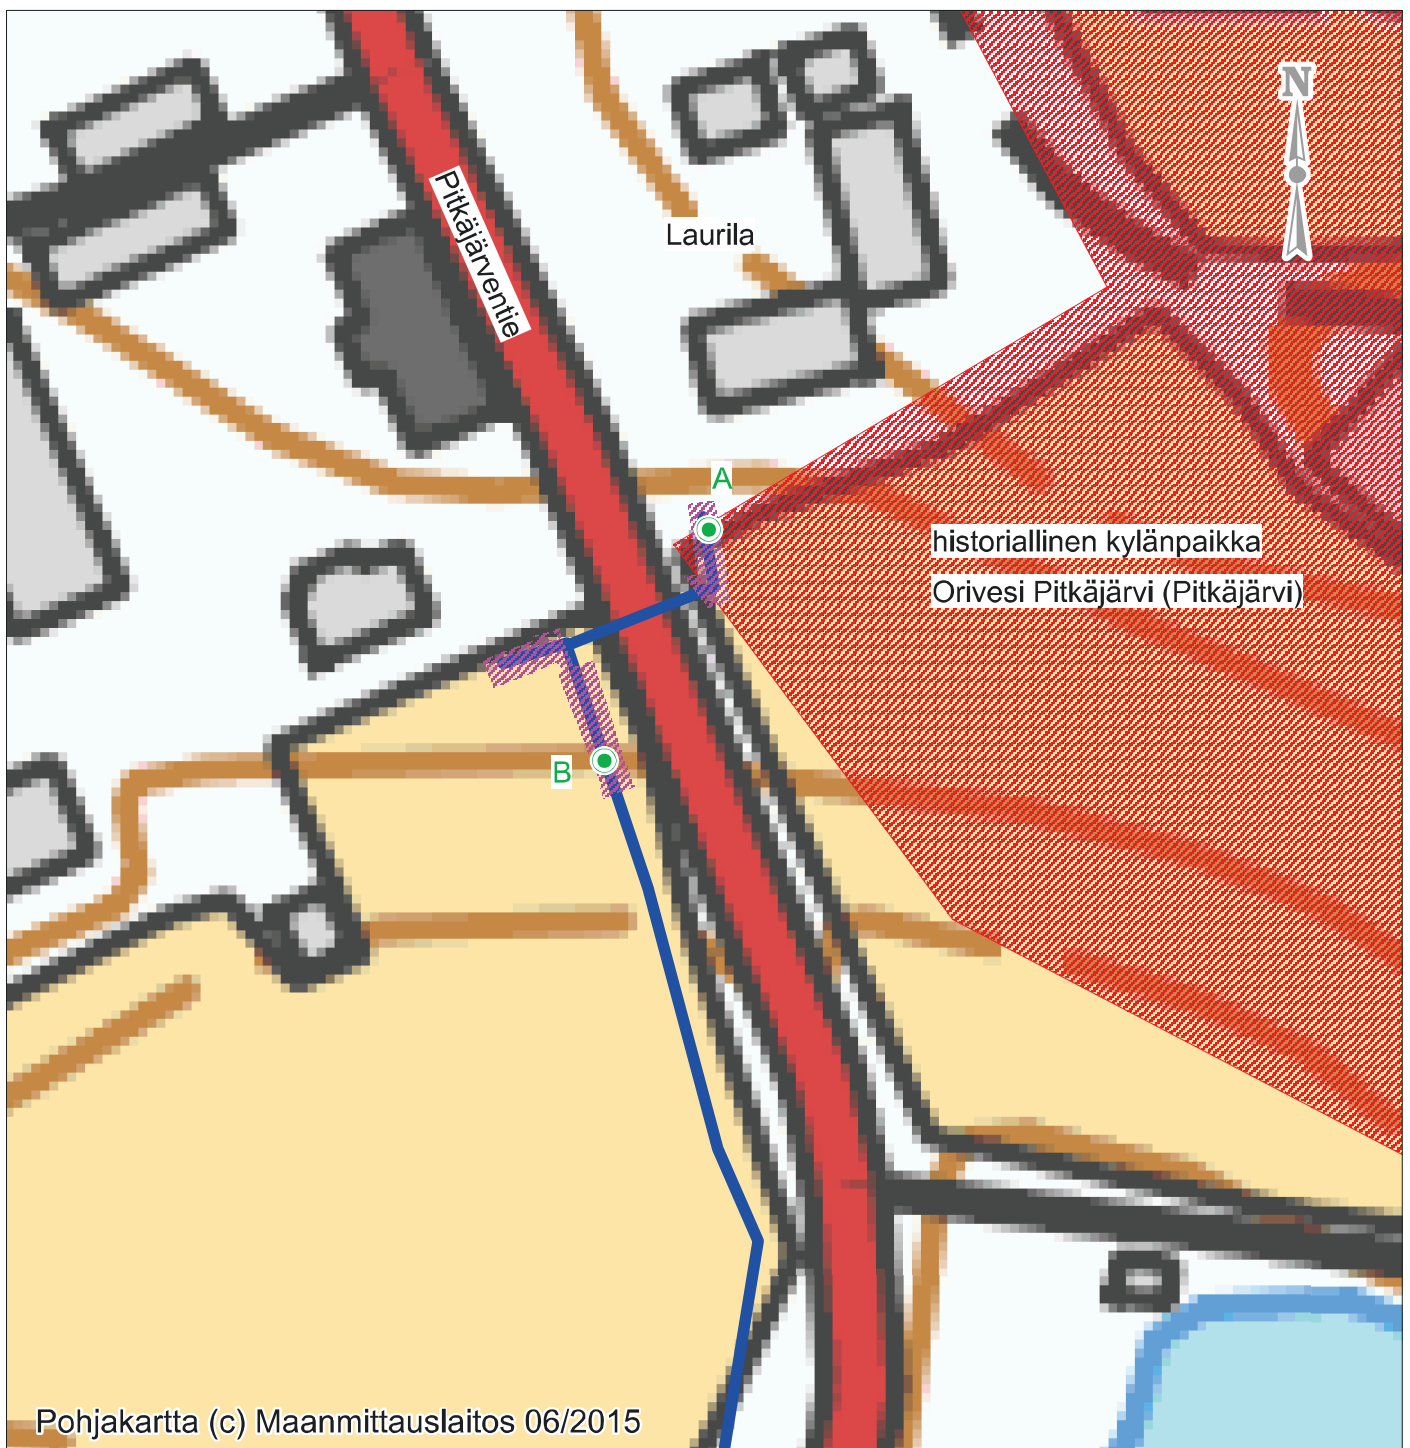 N
Pitkäjärventie
Laurila
A
historiallinen kylänpaikka
Orivesi Pitkäjärvi (Pitkäjärvi)
B
Pohjakartta (c) Maanmittauslaitos 06/2015